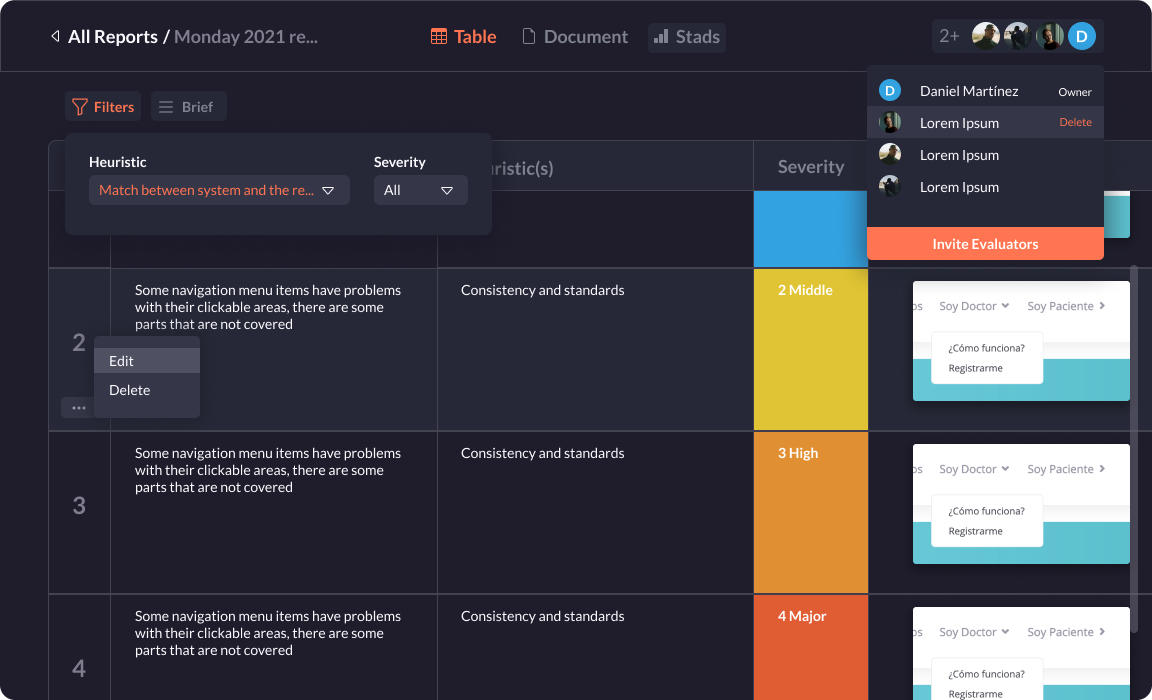 All Reports / Monday 2021 re...
Table
Document
Stads
2+
D
Filters
Brief
D Daniel Martínez Owner
Lorem Ipsum Delete
Lorem Ipsum
Lorem Ipsum
Invite Evaluators
Heuristic
Match between system and the re...
Severity
All
ristic(s)
Severity
2
Some navigation menu items have problems
with their clickable areas, there are some
parts that are not covered
Consistency and standards
2 Middle
os Soy Doctor Soy Paciente
¿Cómo funciona?
Registrarme
Edit
Delete
...
3
Some navigation menu items have problems
with their clickable areas, there are some
parts that are not covered
Consistency and standards
3 High
os Soy Doctor Soy Paciente
¿Cómo funciona?
Registrarme
4
Some navigation menu items have problems
with their clickable areas, there are some
parts that are not covered
Consistency and standards
4 Major
os Soy Doctor Soy Paciente
¿Cómo funciona?
Registrarme